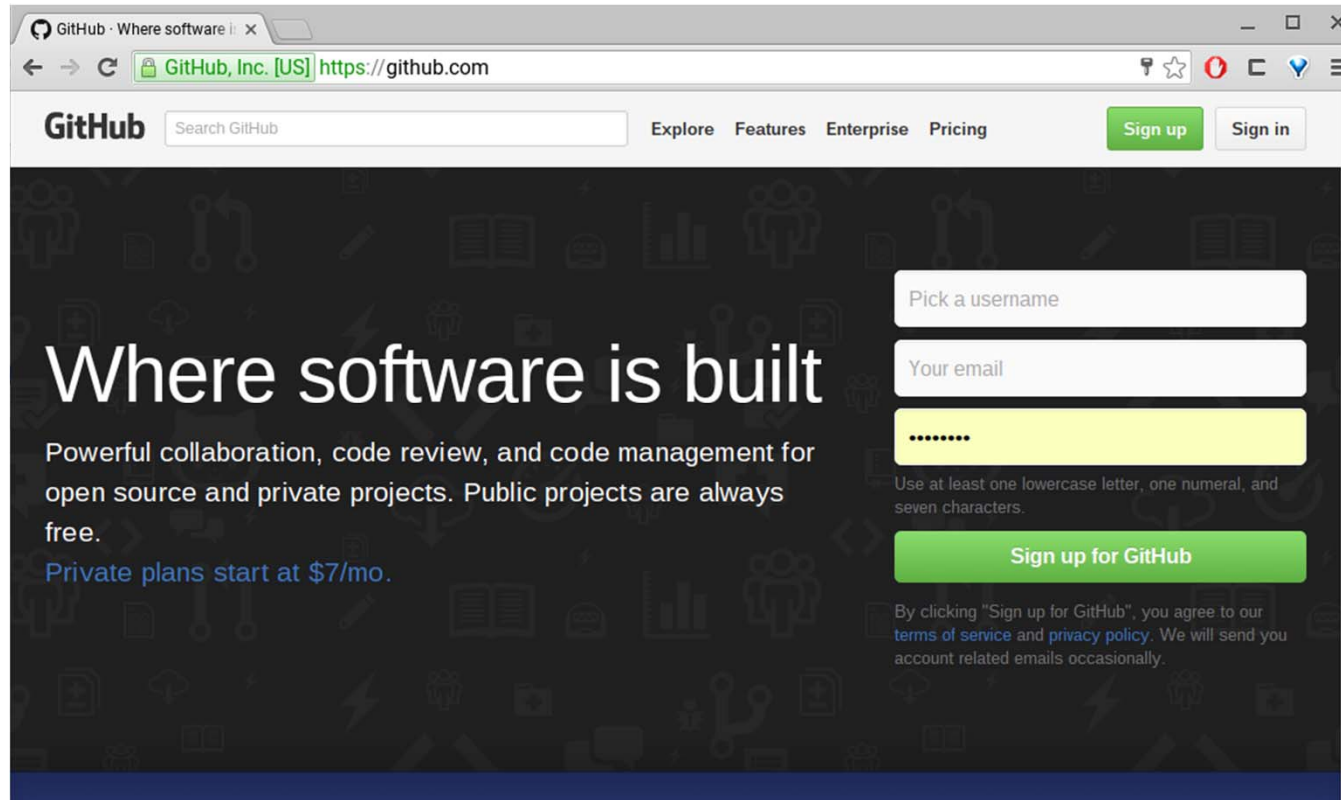 GitHub · Where software i
GitHub, Inc. [US] https://github.com
GitHub Search GitHub Explore Features Enterprise Pricing Sign up Sign in
Where software is built
Powerful collaboration, code review, and code management for
open source and private projects. Public projects are always
free.
Private plans start at $7/mo.
Pick a username
Your email
••••••••
Use at least one lowercase letter, one numeral, and
seven characters.
Sign up for GitHub
By clicking "Sign up for GitHub", you agree to our
terms of service and privacy policy. We will send you
account related emails occasionally.